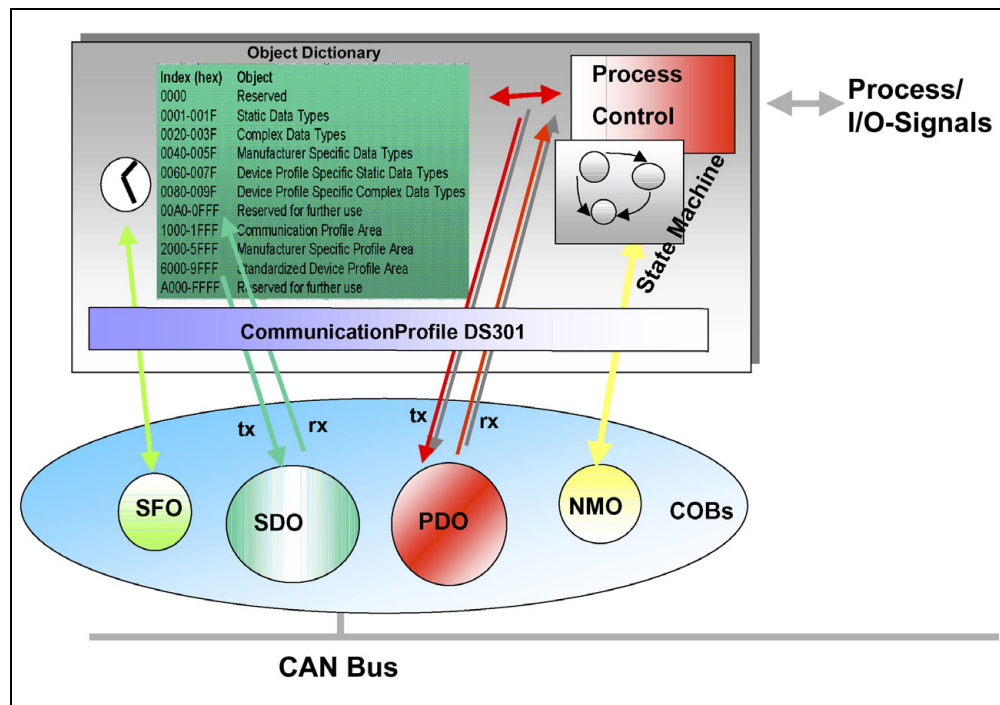 Object Dictionary
Index (hex) Object
0000 Reserved
0001-001F Static Data Types
0020-003F Complex Data Types
0040-005F Manufacturer Specific Data Types
0060-007F Device Profile Specific Static Data Types
0080-009F Device Profile Specific Complex Data Types
00A0-0FFF Reserved for further use
1000-1FFF Communication Profile Area
2000-5FFF Manufacturer Specific Profile Area
6000-9FFF Standardized Device Profile Area
A000-FFFF Reserved for further use
Process
Control
State Machine
Process/
I/O-Signals
CommunicationProfile DS301
tx
rx
tx
rx
SFO
SDO
PDO
NMO
COBs
CAN Bus